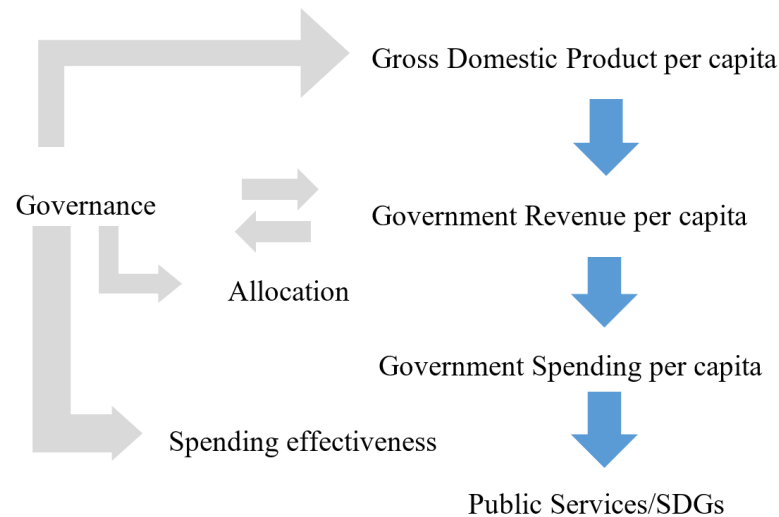 Gross Domestic Product per capita
Governance
Government Revenue per capita
Allocation
Government Spending per capita
Spending effectiveness
Public Services/SDGs